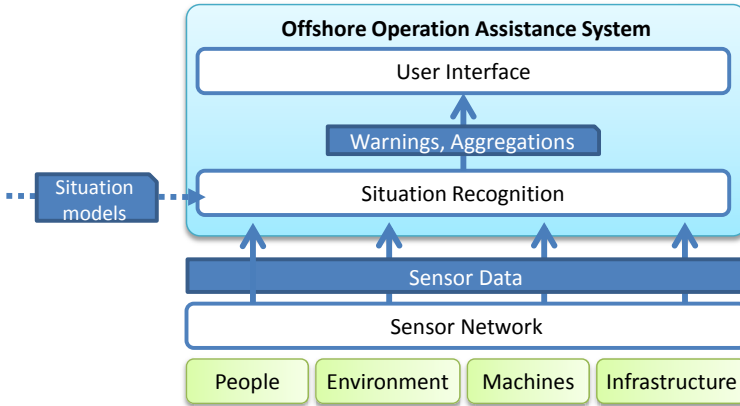 Offshore Operation Assistance System
User Interface
Warnings, Aggregations
Situation
models
Situation Recognition
Sensor Data
Sensor Network
People
Environment
Machines
Infrastructure